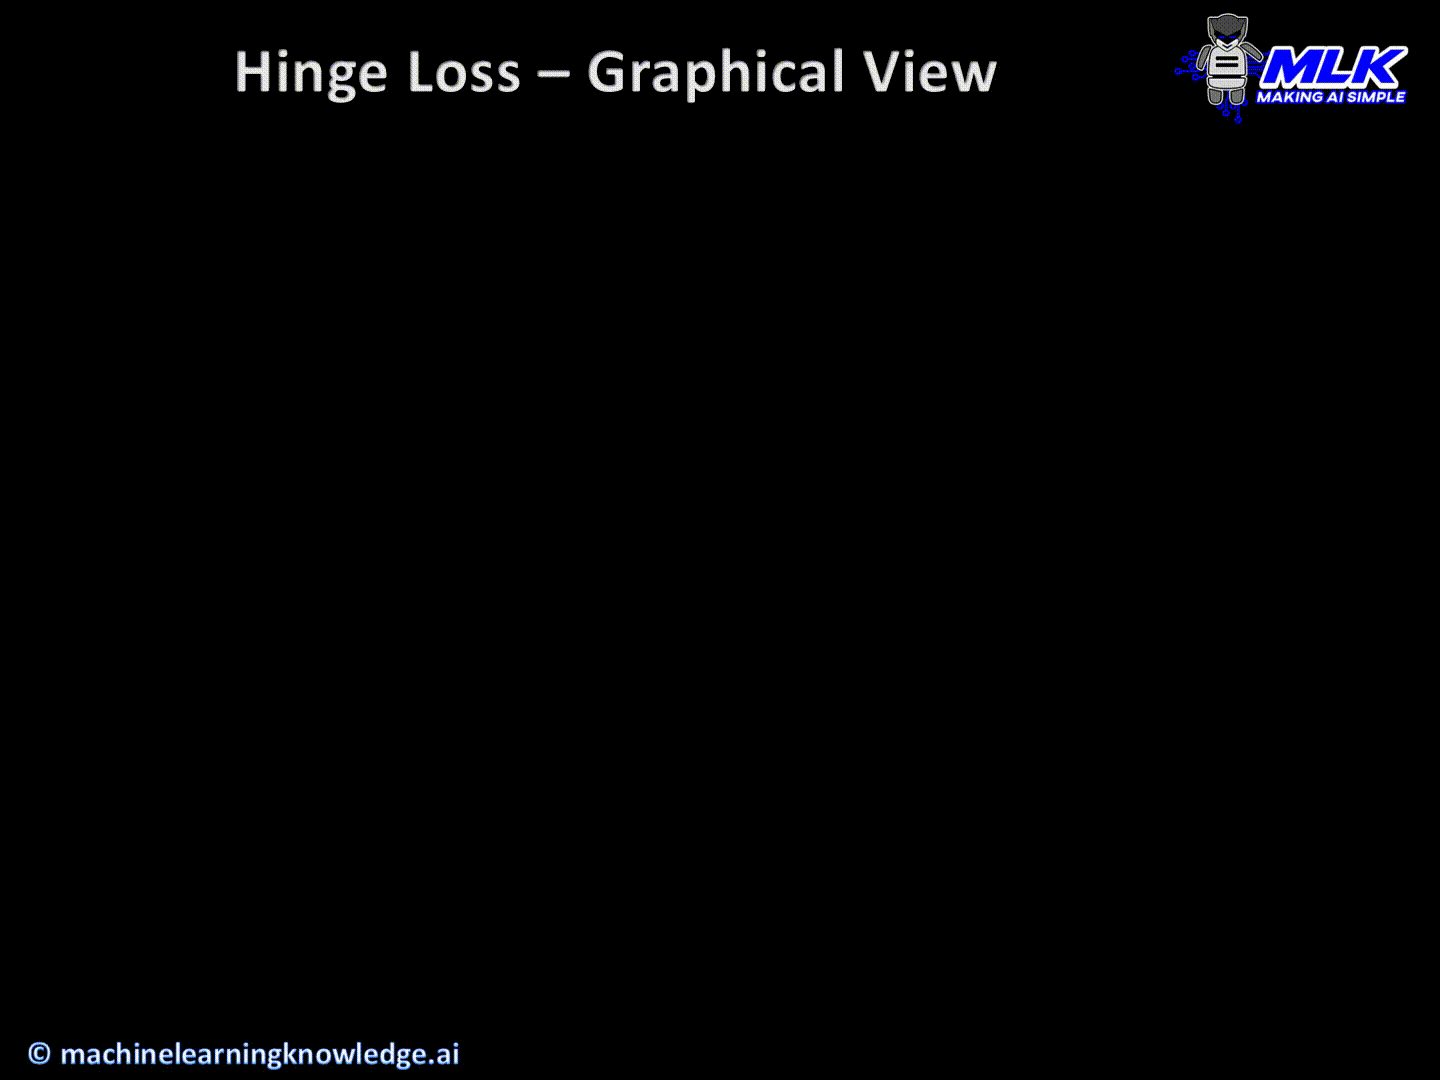 Hinge Loss – Graphical View
MLK
MAKING AI SIMPLE
© machinelearningknowledge.ai